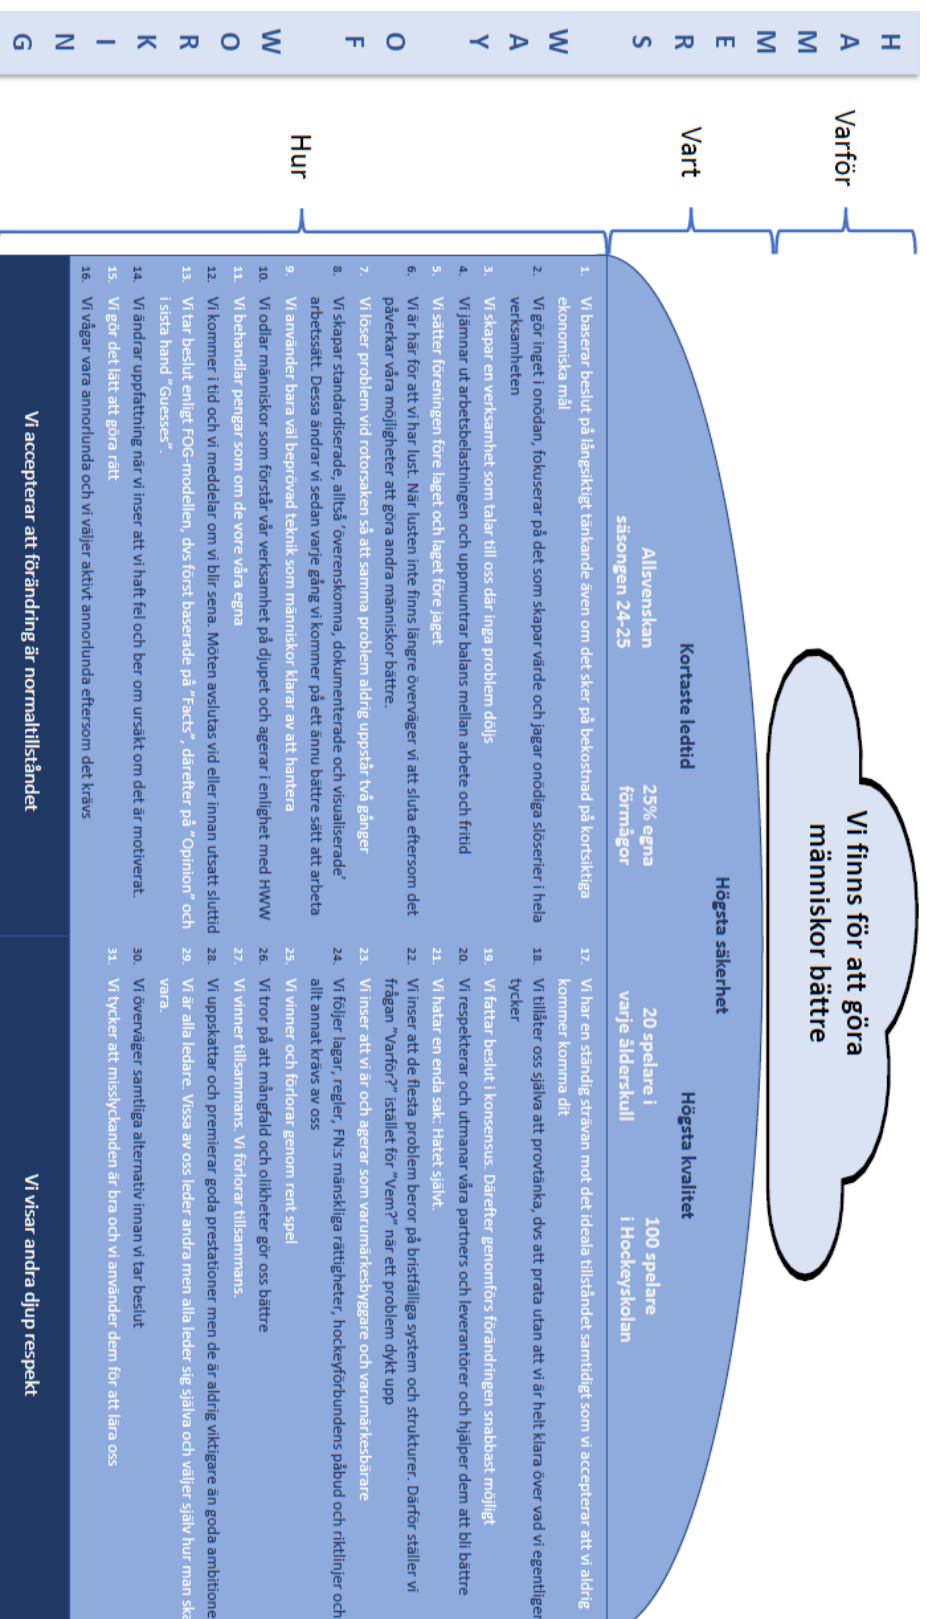 HAMMERS WAY OF WORKING
Varför
Vi finns för att göra
människor bättre
Vart
Högsta säkerhet
Kortaste ledtid
Högsta kvalitet
Allsvenskan
säsongen 24-25
25% egna
förmågor
20 spelare i
varje ålderskull
100 spelare
i Hockeyskolan
Hur
1. Vi baserar beslut på långsiktigt tänkande även om det sker på bekostnad på kortsiktiga
ekonomiska mål
2. Vi gör inget i onödan, fokuserar på det som skapar värde och jagar onödiga slöserier i hela
verksamheten
3. Vi skapar en verksamhet som talar till oss där inga problem döljs
4. Vi jämnar ut arbetsbelastningen och uppmuntrar balans mellan arbete och fritid
5. Vi sätter föreningen före laget och laget före jaget
6. Vi är här för att vi har lust. När lusten inte finns längre överväger vi att sluta eftersom det
påverkar våra möjligheter att göra andra människor bättre.
7. Vi löser problem vid rotorsaken så att samma problem aldrig uppstår två gånger
8. Vi skapar standardiserade, alltså ’överenskomna, dokumenterade och visualiserade’
arbetssätt. Dessa ändrar vi sedan varje gång vi kommer på ett ännu bättre sätt att arbeta
9. Vi använder bara väl beprövad teknik som människor klarar av att hantera
10. Vi odlar människor som förstår vår verksamhet på djupet och agerar i enlighet med HWW
11. Vi behandlar pengar som om de vore våra egna
12. Vi kommer i tid och vi meddelar om vi blir sena. Möten avslutas vid eller innan utsatt sluttid
13. Vi tar beslut enligt FOG-modellen, dvs först baserade på ”Facts”, därefter på ”Opinion” och
i sista hand ”Guesses”.
14. Vi ändrar uppfattning när vi inser att vi haft fel och ber om ursäkt om det är motiverat.
15. Vi gör det lätt att göra rätt
16. Vi vågar vara annorlunda och vi väljer aktivt annorlunda eftersom det krävs
17. Vi har en ständig strävan mot det ideala tillståndet samtidigt som vi accepterar att vi aldrig
kommer komma dit
18. Vi tillåter oss själva att provtänka, dvs att prata utan att vi är helt klara över vad vi egentligen
tycker
19. Vi fattar beslut i konsensus. Därefter genomförs förändringen snabbast möjligt
20. Vi respekterar och utmanar våra partners och leverantörer och hjälper dem att bli bättre
21. Vi hatar en enda sak: Hatet självt.
22. Vi inser att de flesta problem beror på bristfälliga system och strukturer. Därför ställer vi
frågan ”Varför?” istället för ”Vem?” när ett problem dykt upp
23. Vi inser att vi är och agerar som varumärkesbyggare och varumärkesbärare
24. Vi följer lagar, regler, FN:s mänskliga rättigheter, hockeyförbundens påbud och riktlinjer och
allt annat krävs av oss
25. Vi vinner och förlorar genom rent spel
26. Vi tror på att mångfald och olikheter gör oss bättre
27. Vi vinner tillsammans. Vi förlorar tillsammans.
28. Vi uppskattar och premierar goda prestationer men de är aldrig viktigare än goda ambitione
29. Vi är alla ledare. Vissa av oss leder andra men alla leder sig själva och väljer själv hur man ska
vara.
30. Vi överväger samtliga alternativ innan vi tar beslut
31. Vi tycker att misslyckanden är bra och vi använder dem för att lära oss
Vi accepterar att förändring är normaltillståndet
Vi visar andra djup respekt